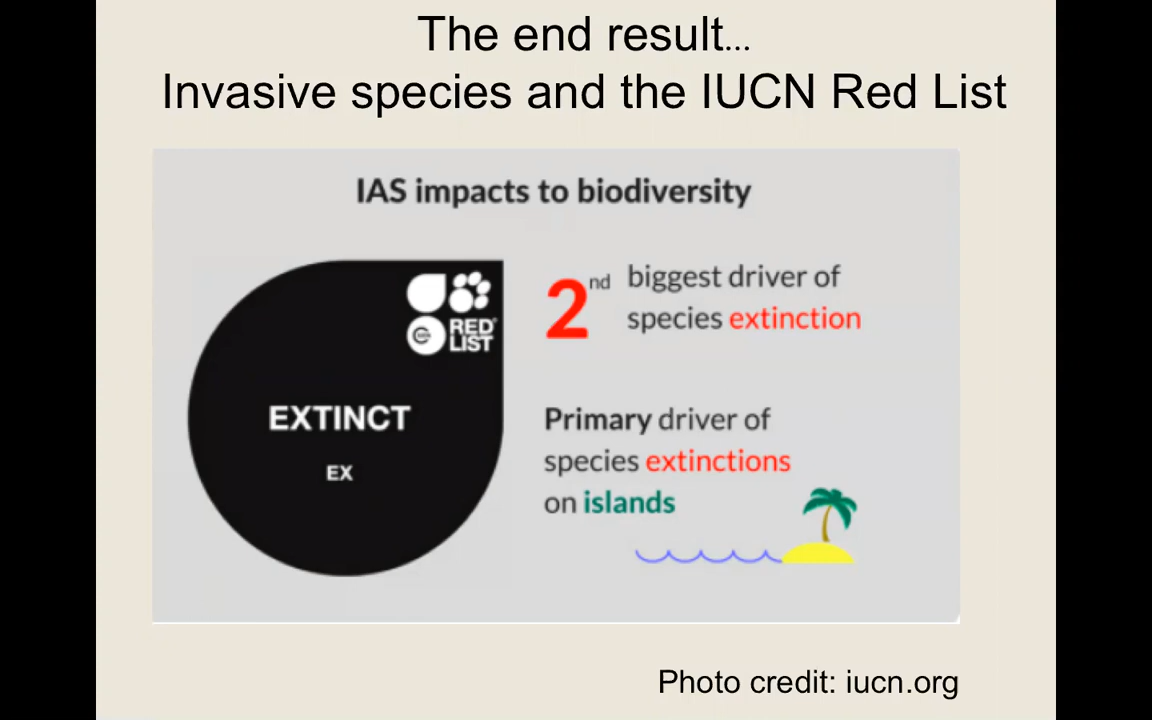 The end result...
Invasive species and the IUCN Red List
IAS impacts to biodiversity
RED
LIST
EXTINCT
EX
2nd biggest driver of
species extinction
Primary driver of
species extinctions
on islands
Photo credit: iucn.org